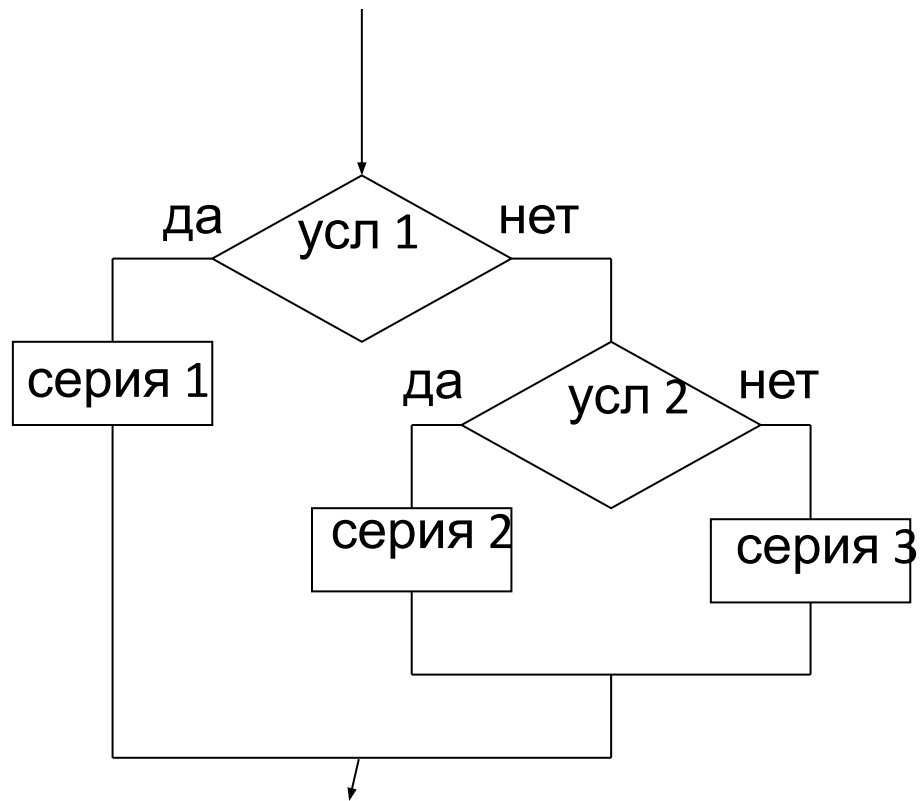 да
усл 1
нет
серия 1
да
усл 2
нет
серия 2
серия 3